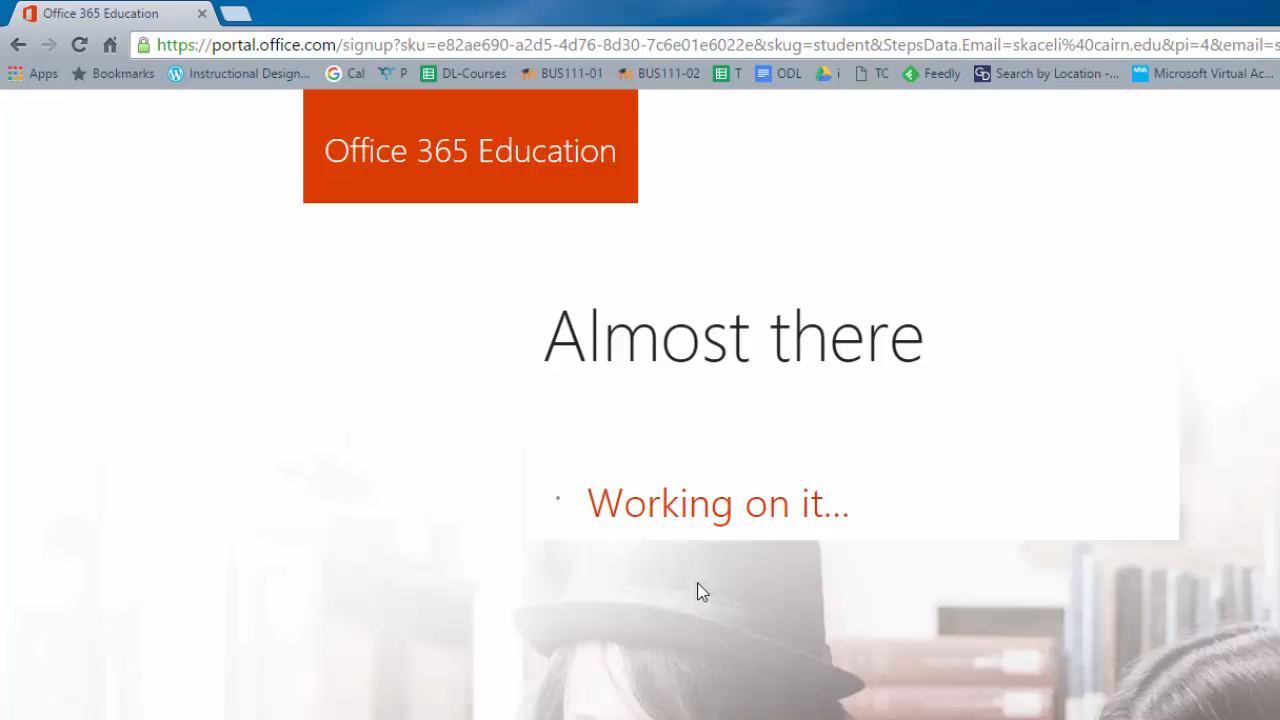 Office 365 Education
https://portal.office.com/signup?sku=e82ae690-a2d5-4d76-8d30-7c6e01e6022e&skug=student&StepsData.Email=skaceli%40cairn.edu&pi=4&email=s
Apps Bookmarks Instructional Design... Cal P DL-Courses BUS111-01 BUS111-02 T ODL i TC Feedly Search by Location -... Microsoft Virtual Ac...
Office 365 Education
Almost there
Working on it...